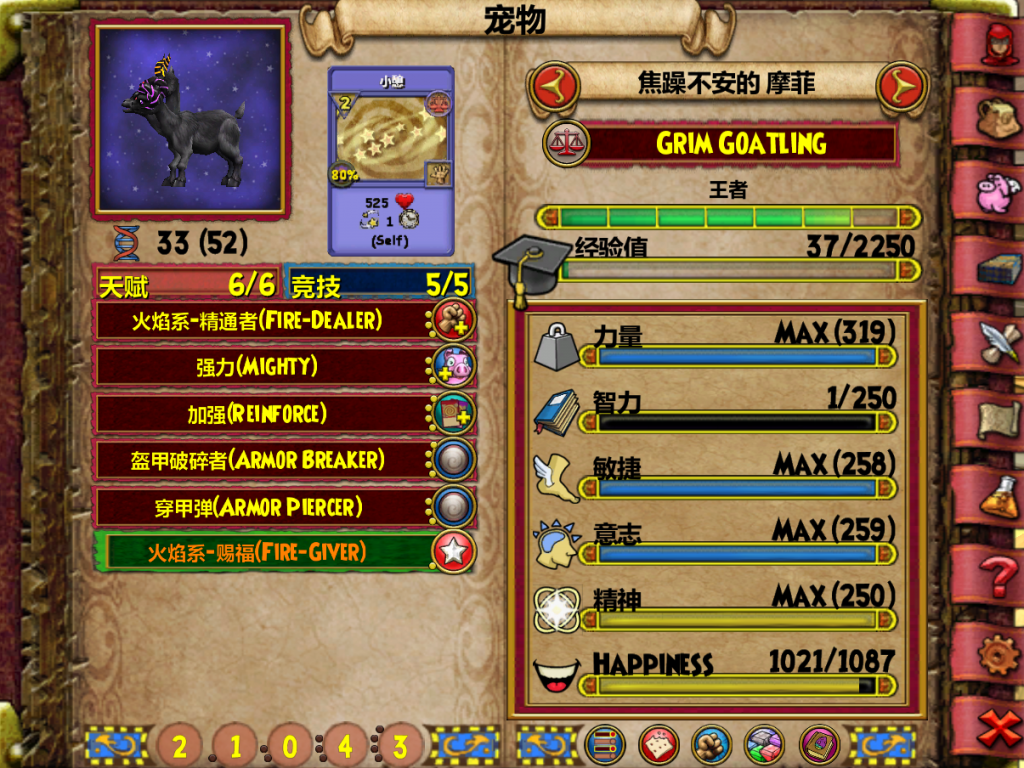 宠物
小憩
2
80%
525
1
(Self)
33 (52)
天赋 6/6
竞技 5/5
火焰系-精通者(FIRE-DEALER)
强力(MIGHTY)
加强(REINFORCE)
盔甲破碎者(ARMOR BREAKER)
穿甲弹(ARMOR PIERCER)
火焰系-赐福(FIRE-GIVER)
2 1 0 4 3
焦躁不安的 摩菲
GRIM GOATLING
王者
经验值 37/2250
力量 MAX (319)
智力 1/250
敏捷 MAX (258)
意志 MAX (259)
精神 MAX (250)
HAPPINESS 1021/1087
?